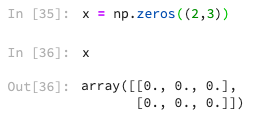 In [35]: x = np.zeros((2,3))
In [36]: x
Out[36]: array([[0., 0., 0.],
[0., 0., 0.]])